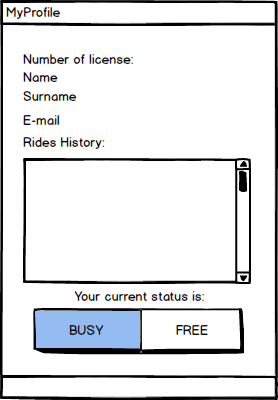 MyProfile
Number of license:
Name
Surname
E-mail
Rides History:
Your current status is:
BUSY FREE